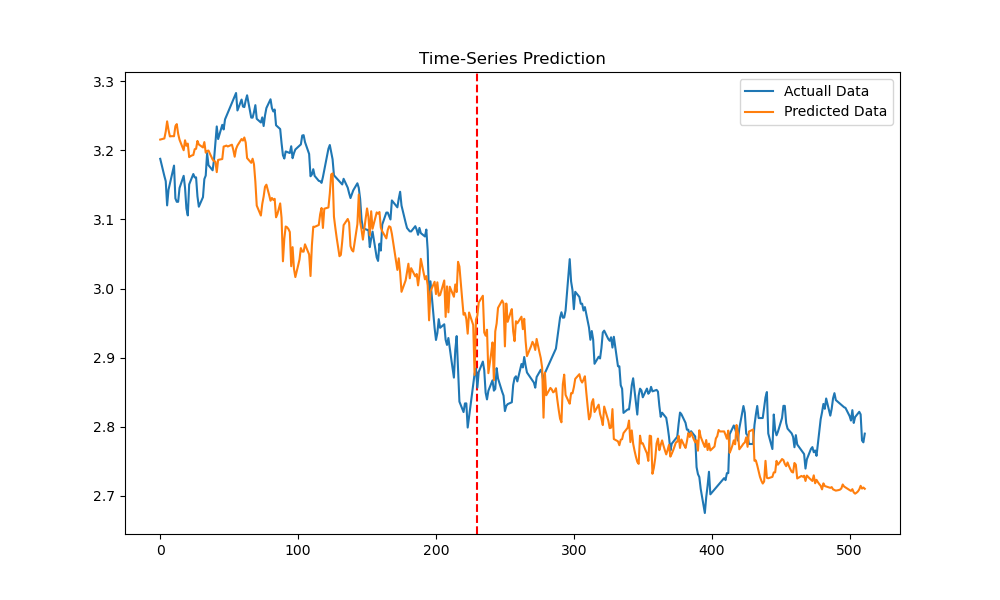 Time-Series Prediction
Actuall Data
Predicted Data
3.3
3.2
3.1
3.0
2.9
2.8
2.7
0 100 200 300 400 500